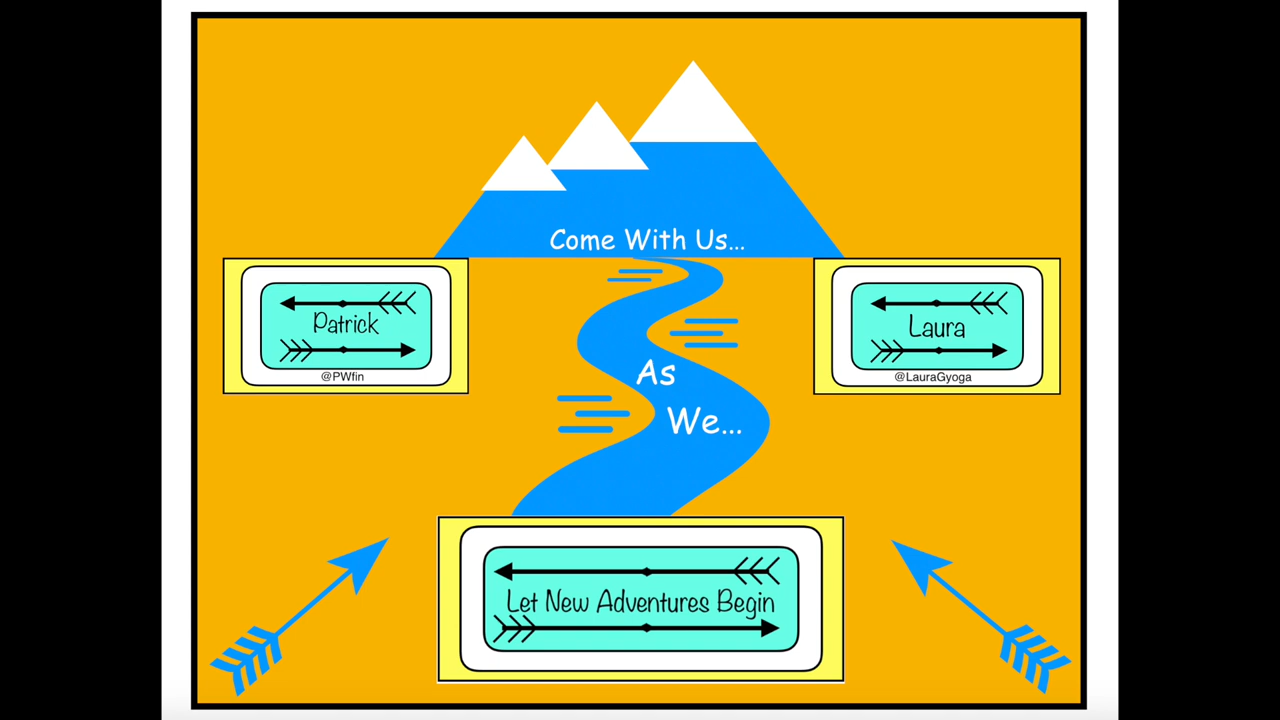 Come With Us...
Patrick
@PWfin
Laura
@LauraGyoga
As
We...
Let New Adventures Begin